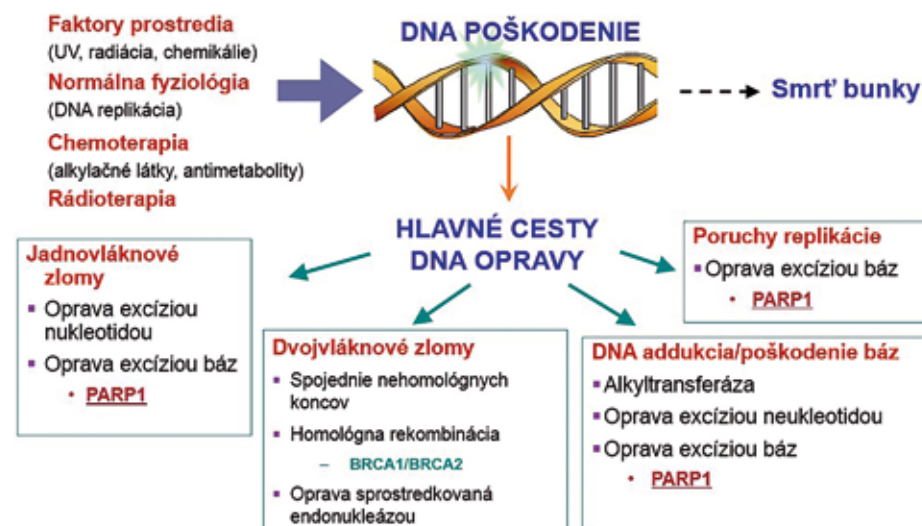 Faktory prostredia
(UV, radiácia, chemikálie)
Normálna fyziológia
(DNA replikácia)
Chemoterapia
(alkylačné látky, antimetabolity)
Rádioterapia
DNA POŠKODENIE
Smrť bunky
HLAVNÉ CESTY
DNA OPRAVY
Jadnovláknové
zlomy
▪ Oprava excíziou
nukleotidou
▪ Oprava excíziou báz
• PARP1
Dvojvláknové zlomy
▪ Spojednie nehomológnych
koncov
▪ Homológna rekombinácia
– BRCA1/BRCA2
▪ Oprava sprostredkovaná
endonukleázou
Poruchy replikácie
▪ Oprava excíziou báz
• PARP1
DNA addukcia/poškodenie báz
▪ Alkyltransferáza
▪ Oprava excíziou neukleotidou
▪ Oprava excíziou báz
• PARP1